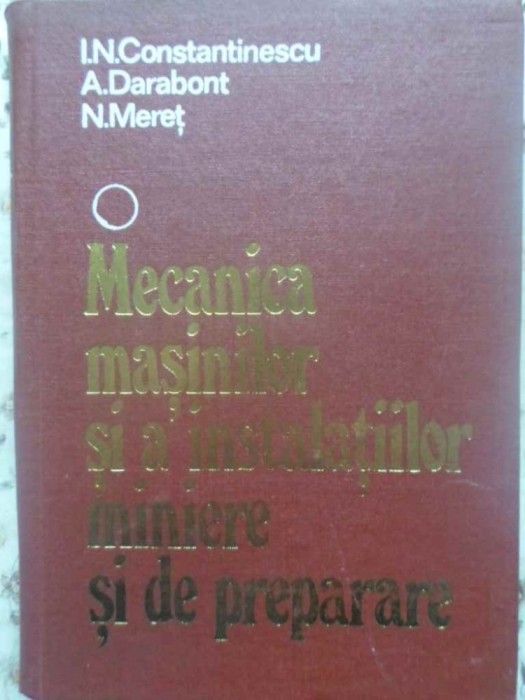 I.N.Constantinescu
A.Darabont
N.Mereț
Mecanica
mașinilor
și a instalațiilor
miniere
și de preparare